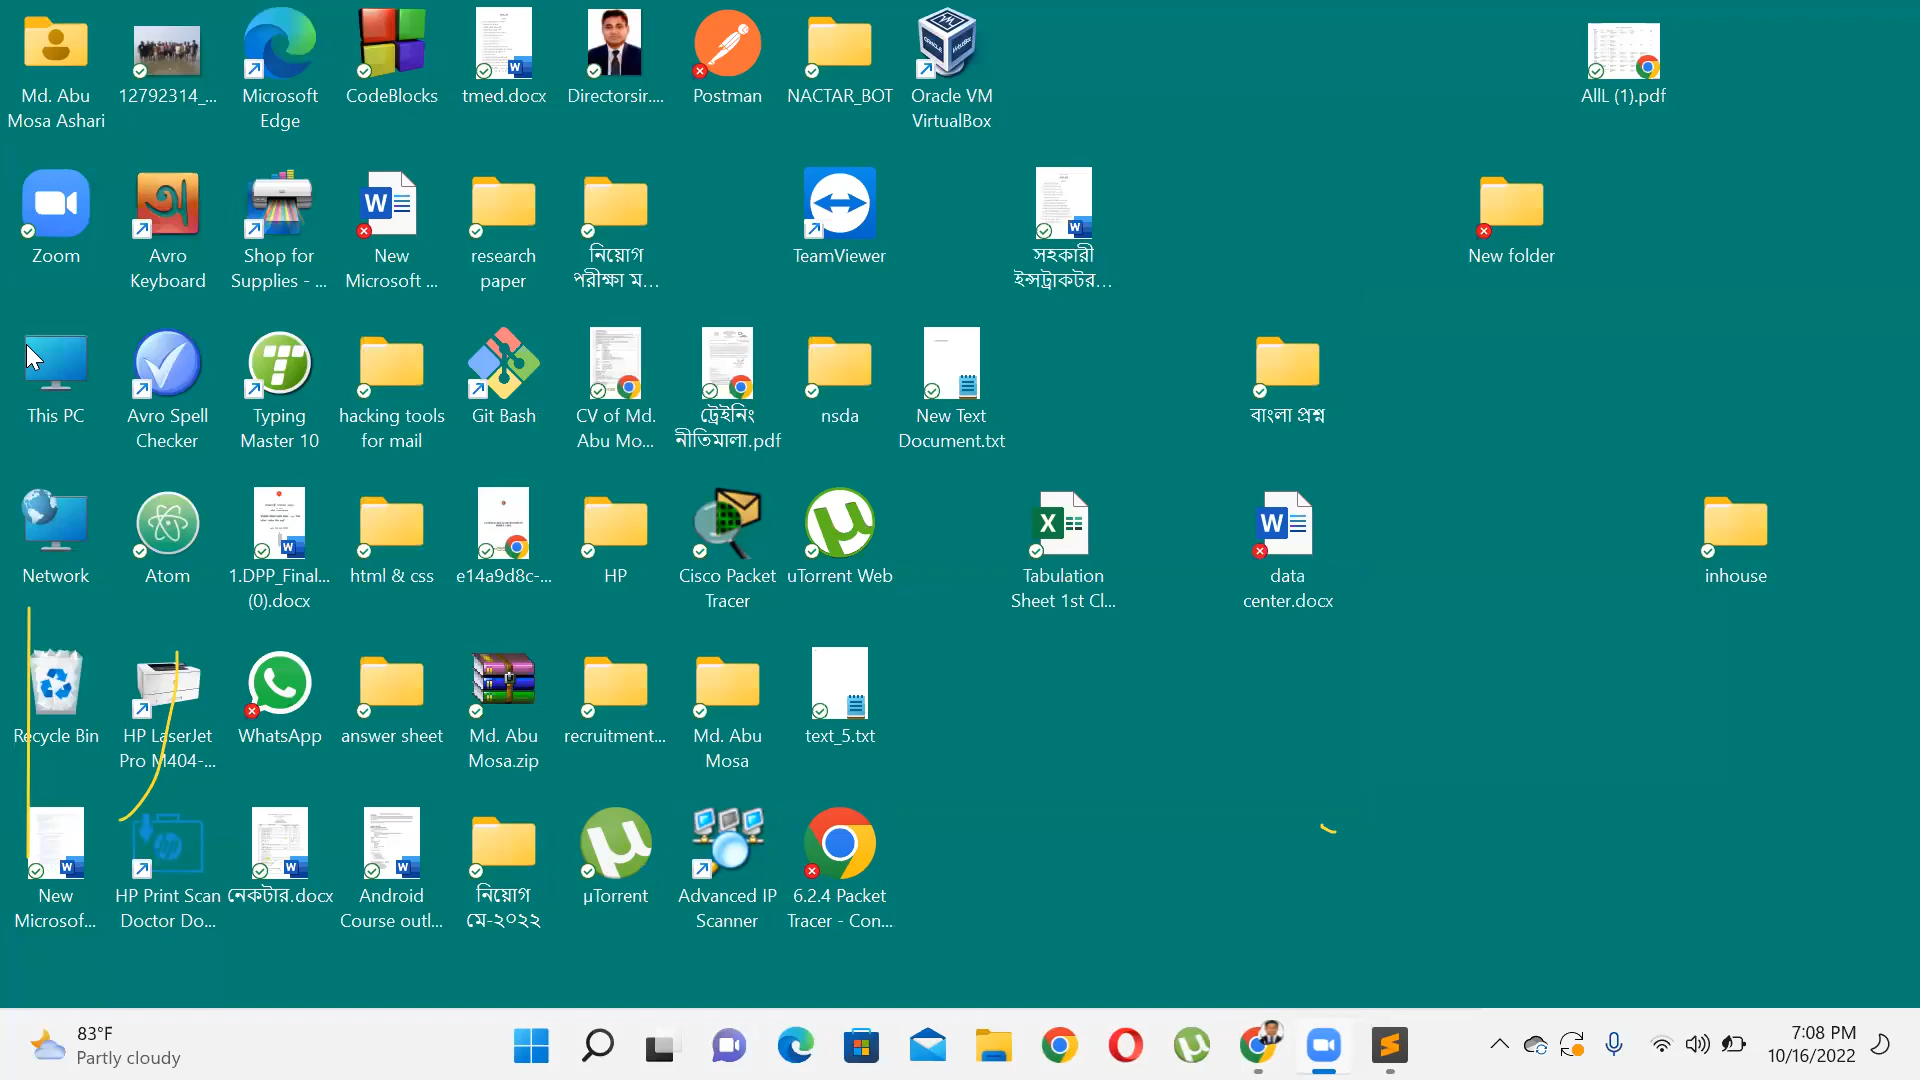 Md. Abu
Mosa Ashari
12792314_...
Microsoft
Edge
CodeBlocks
tmed.docx
Directorsir....
Postman
NACTAR_BOT
Oracle VM
VirtualBox
AllL (1).pdf
Zoom
Avro
Keyboard
Shop for
Supplies - ...
New
Microsoft ...
research
paper
নিয়োগ
পরীক্ষা ম...
TeamViewer
সহকারী
ইন্সট্রাকটর...
New folder
This PC
Avro Spell
Checker
Typing
Master 10
hacking tools
for mail
Git Bash
CV of Md.
Abu Mo...
ট্রেইনিং
নীতিমালা.pdf
nsda
New Text
Document.txt
বাংলা প্রশ্ন
Network
Atom
1.DPP_Final...
(0).docx
html & css
e14a9d8c-...
HP
Cisco Packet
Tracer
uTorrent Web
Tabulation
Sheet 1st Cl...
data
center.docx
inhouse
Recycle Bin
HP LaserJet
Pro M404-...
WhatsApp
answer sheet
Md. Abu
Mosa.zip
recruitment...
Md. Abu
Mosa
text_5.txt
New
Microsof...
HP Print Scan
Doctor Do...
নেকটার.docx
Android
Course outl...
নিয়োগ
মে-২০২২
µTorrent
Advanced IP
Scanner
6.2.4 Packet
Tracer - Con...
83°F
Partly cloudy
7:08 PM
10/16/2022